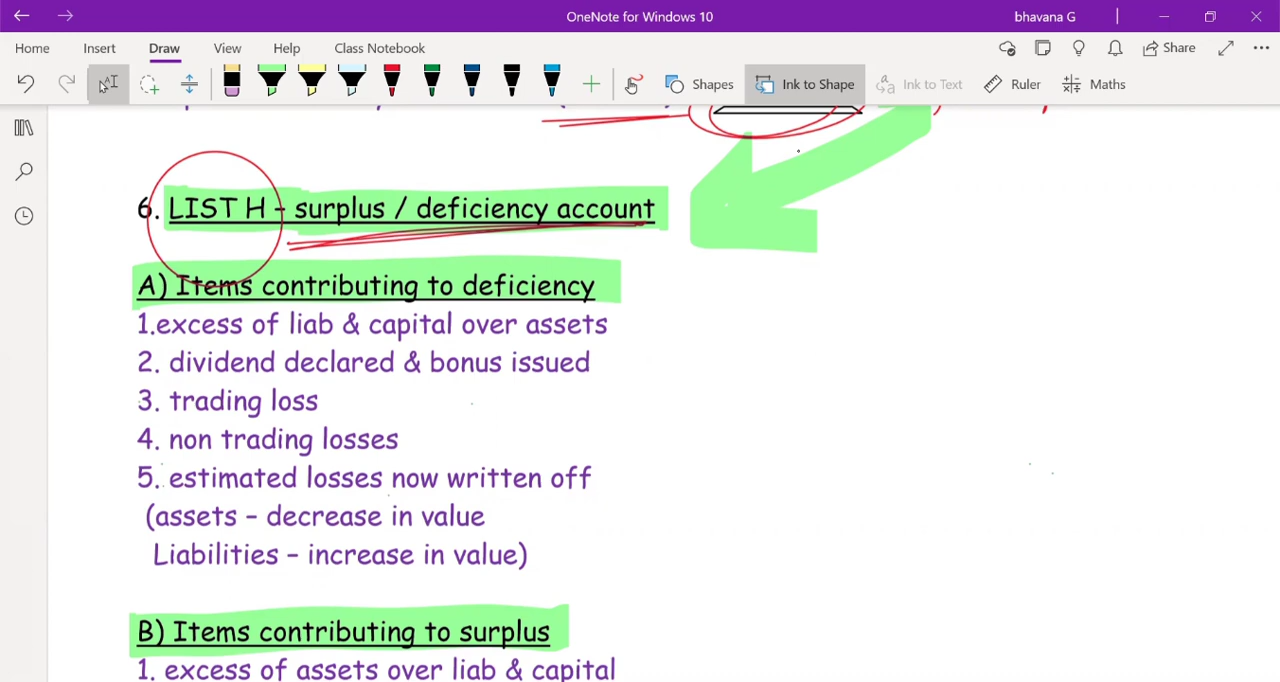 OneNote for Windows 10
bhavana G
Home Insert Draw View Help Class Notebook Share
Shapes Ink to Shape Ink to Text Ruler Maths
6. LIST H - surplus / deficiency account
A) Items contributing to deficiency
1.excess of liab & capital over assets
2. dividend declared & bonus issued
3. trading loss
4. non trading losses
5. estimated losses now written off
(assets – decrease in value
Liabilities – increase in value)
B) Items contributing to surplus
1. excess of assets over liab & capital